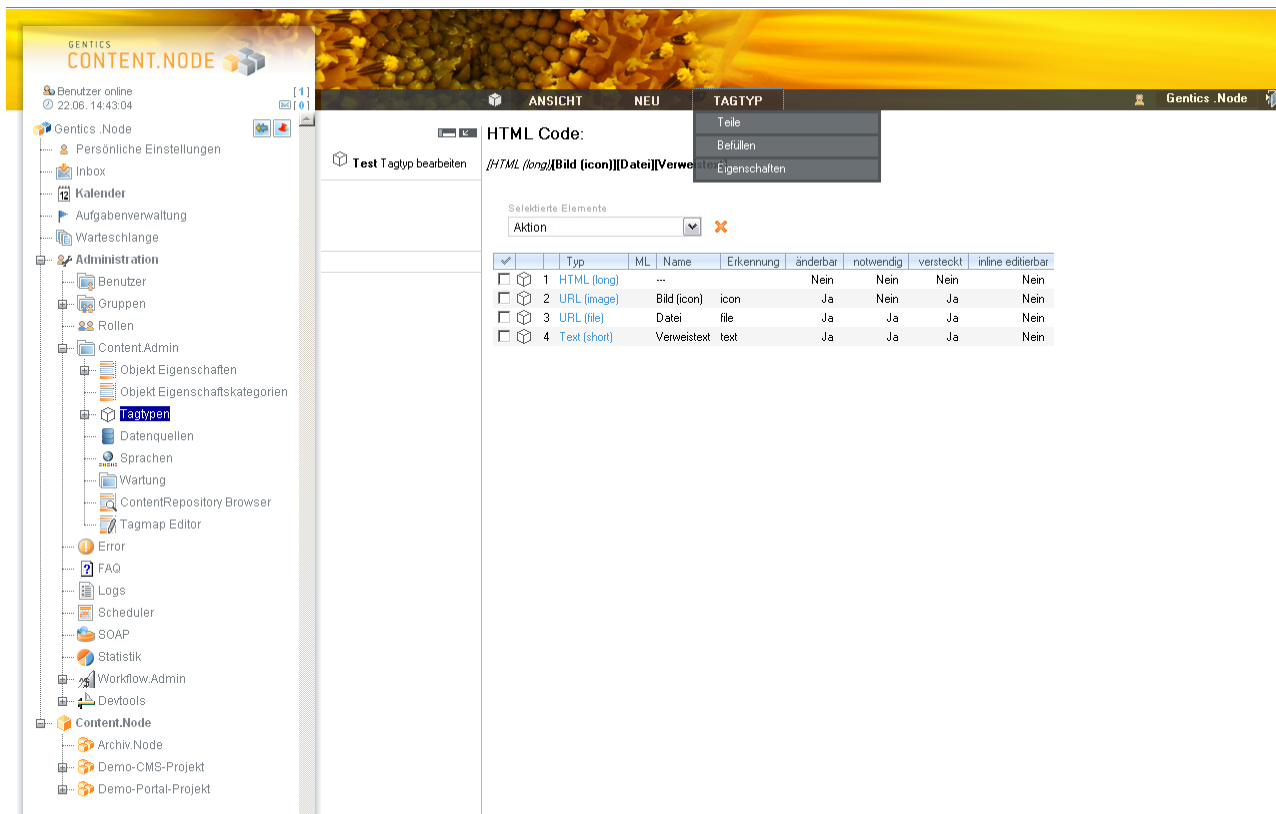 GENTICS
CONTENT.NODE
Benutzer online [ 1 ]
22.06. 14:43:04 [ 0 ]
Gentics .Node
Persönliche Einstellungen
Inbox
12 Kalender
Aufgabenverwaltung
Warteschlange
Administration
Benutzer
Gruppen
Rollen
Content.Admin
Objekt Eigenschaften
Objekt Eigenschaftskategorien
Tagtypen
Datenquellen
Sprachen
Wartung
ContentRepository Browser
Tagmap Editor
Error
FAQ
Logs
Scheduler
SOAP
Statistik
Workflow.Admin
Devtools
Content.Node
Archiv.Node
Demo-CMS-Projekt
Demo-Portal-Projekt
Test Tagtyp bearbeiten
ANSICHT NEU TAGTYP Gentics .Node
Teile
Befüllen
Eigenschaften
HTML Code:
[HTML (long)][Bild (icon)][Datei][Verweistext]
Selektierte Elemente
Aktion
Typ ML Name Erkennung änderbar notwendig versteckt inline editierbar
1 HTML (long) --- Nein Nein Nein Nein
2 URL (image) Bild (icon) icon Ja Nein Ja Nein
3 URL (file) Datei file Ja Ja Ja Nein
4 Text (short) Verweistext text Ja Ja Ja Nein